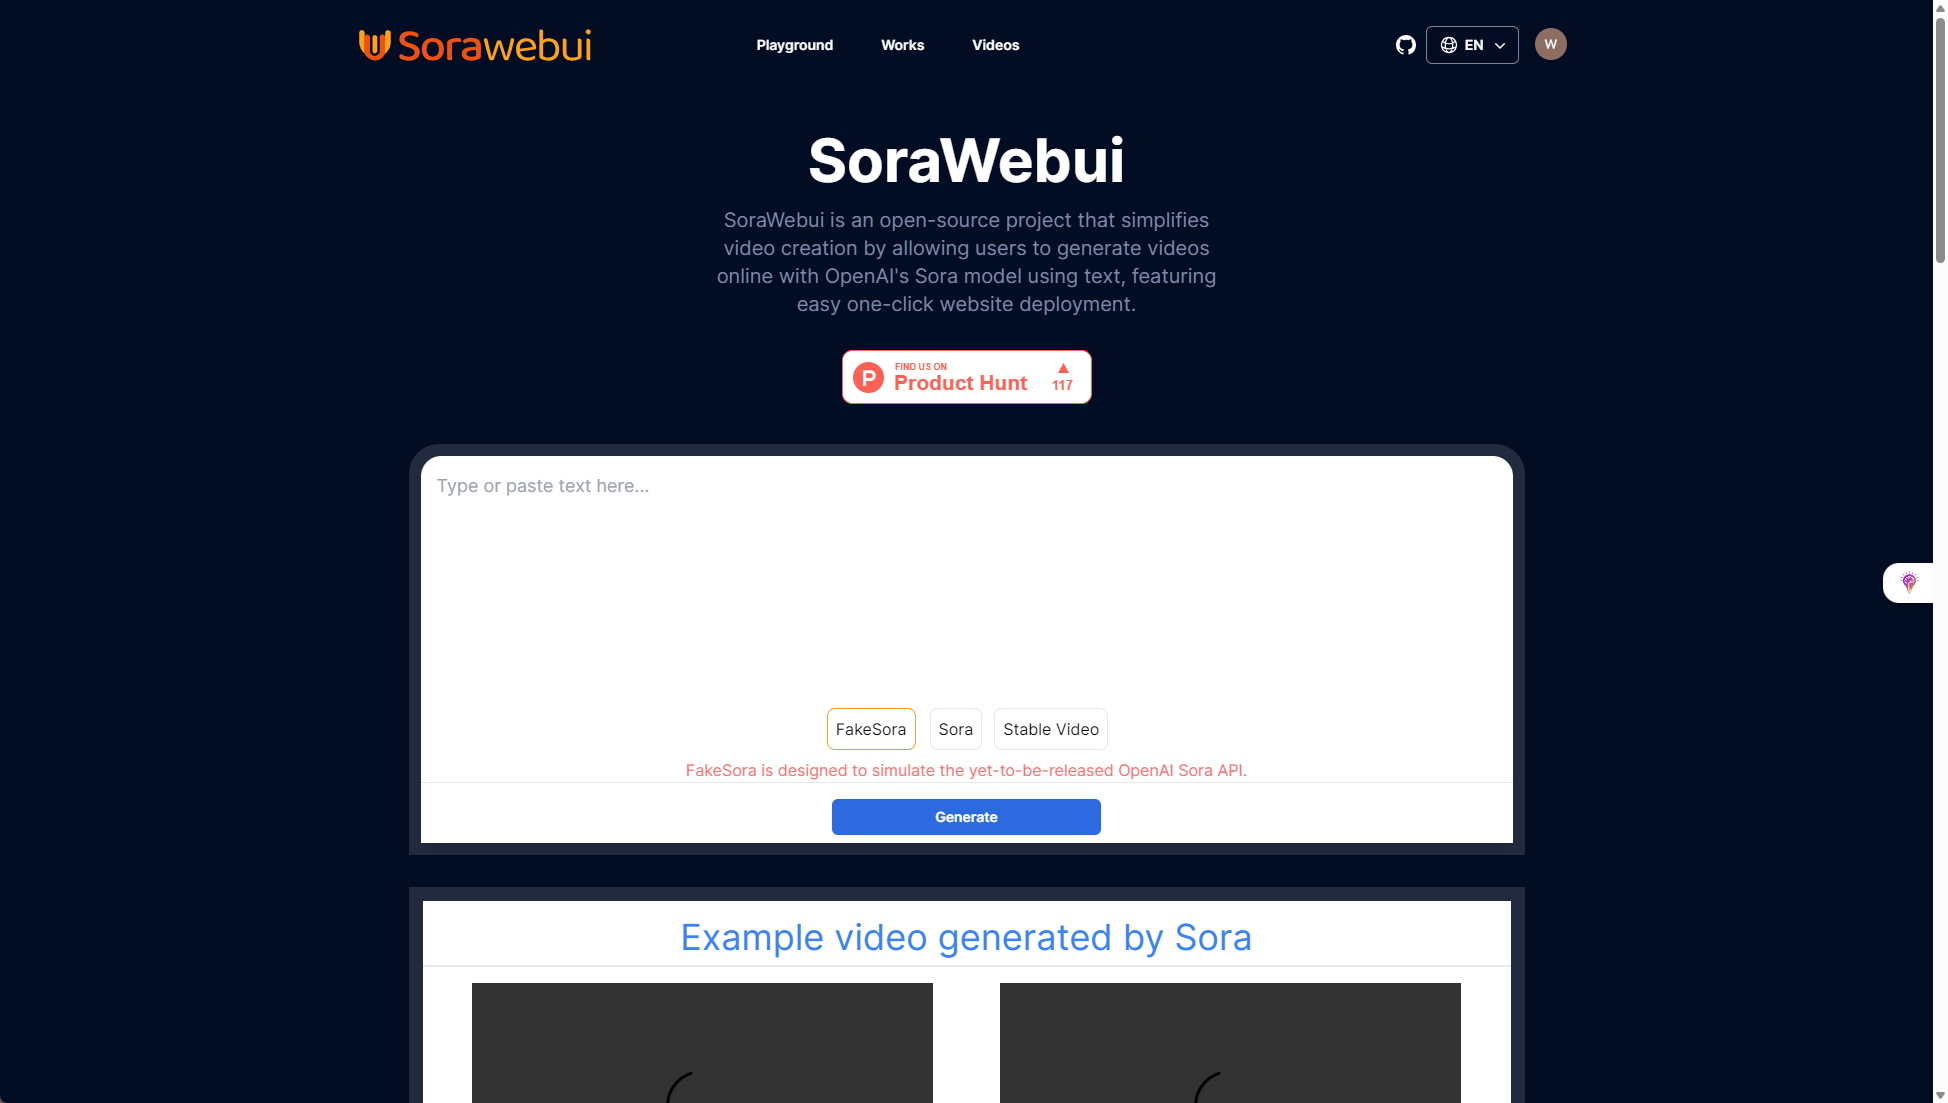 Sorawebui
Playground
Works
Videos
EN
W
SoraWebui
SoraWebui is an open-source project that simplifies
video creation by allowing users to generate videos
online with OpenAI's Sora model using text, featuring
easy one-click website deployment.
P
FIND US ON
Product Hunt
117
Type or paste text here...
FakeSora
Sora
Stable Video
FakeSora is designed to simulate the yet-to-be-released OpenAI Sora API.
Generate
Example video generated by Sora